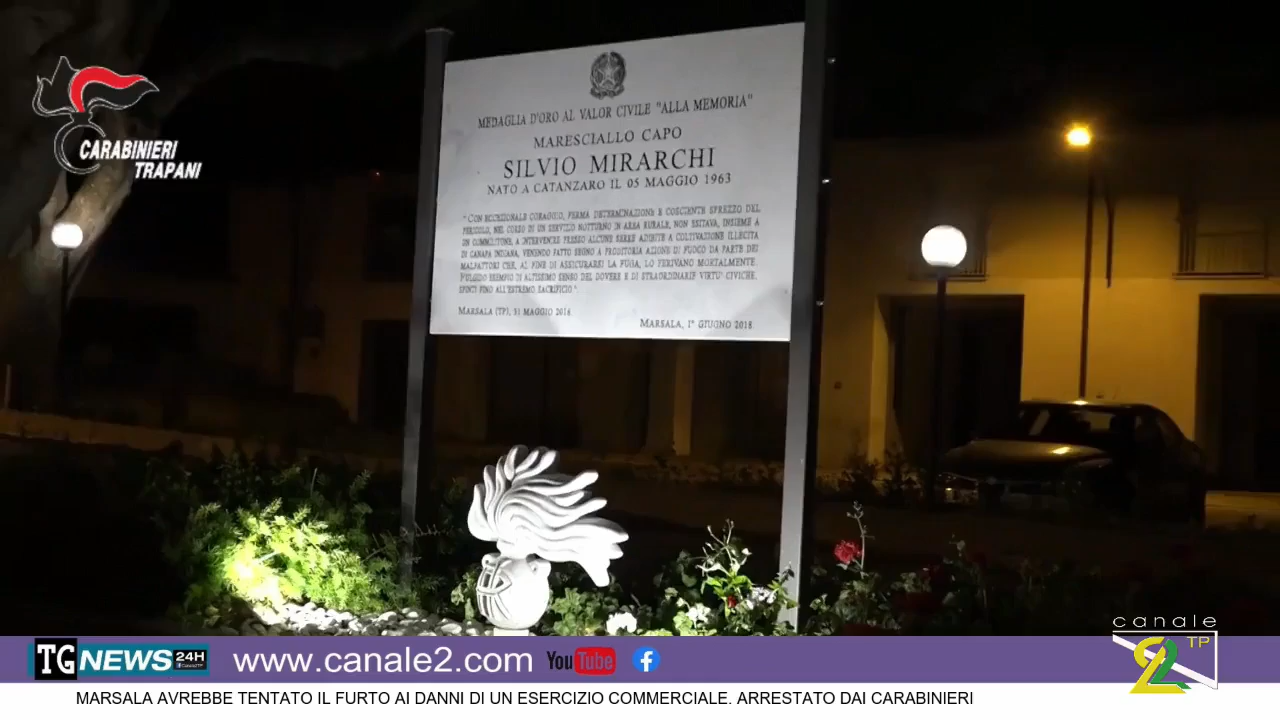 CARABINIERI
TRAPANI
MEDAGLIA D'ORO AL VALOR CIVILE "ALLA MEMORIA"
MARESCIALLO CAPO
SILVIO MIRARCHI
NATO A CATANZARO IL 05 MAGGIO 1963
"CON ECCEZIONALE CORAGGIO, FERMA DETERMINAZIONE E COSCIENTE SPREZZO DEL
PERICOLO, NEL CORSO DI UN SERVIZIO NOTTURNO IN AREA RURALE, NON ESITAVA, INSIEME A
UN COMMILITONE, A INTERVENIRE PRESSO ALCUNE SERRE ADIBITE A COLTIVAZIONE ILLECITA
DI CANAPA INDIANA, VENENDO FATTO SEGNO A PRODITORIA AZIONE DI FUOCO DA PARTE DEI
MALFATTORI CHE, AL FINE DI ASSICURARSI LA FUGA, LO FERIVANO MORTALMENTE.
FULGIDO ESEMPIO DI ALTISSIMO SENSO DEL DOVERE E DI STRAORDINARIE VIRTU' CIVICHE,
SPINTI FINO ALL'ESTREMO SACRIFICIO"
MARSALA (TP), 31 MAGGIO 2016
MARSALA, 1° GIUGNO 2018
canale
22 TP
TG NEWS 24H www.canale2.com YouTube f
MARSALA AVREBBE TENTATO IL FURTO AI DANNI DI UN ESERCIZIO COMMERCIALE. ARRESTATO DAI CARABINIERI